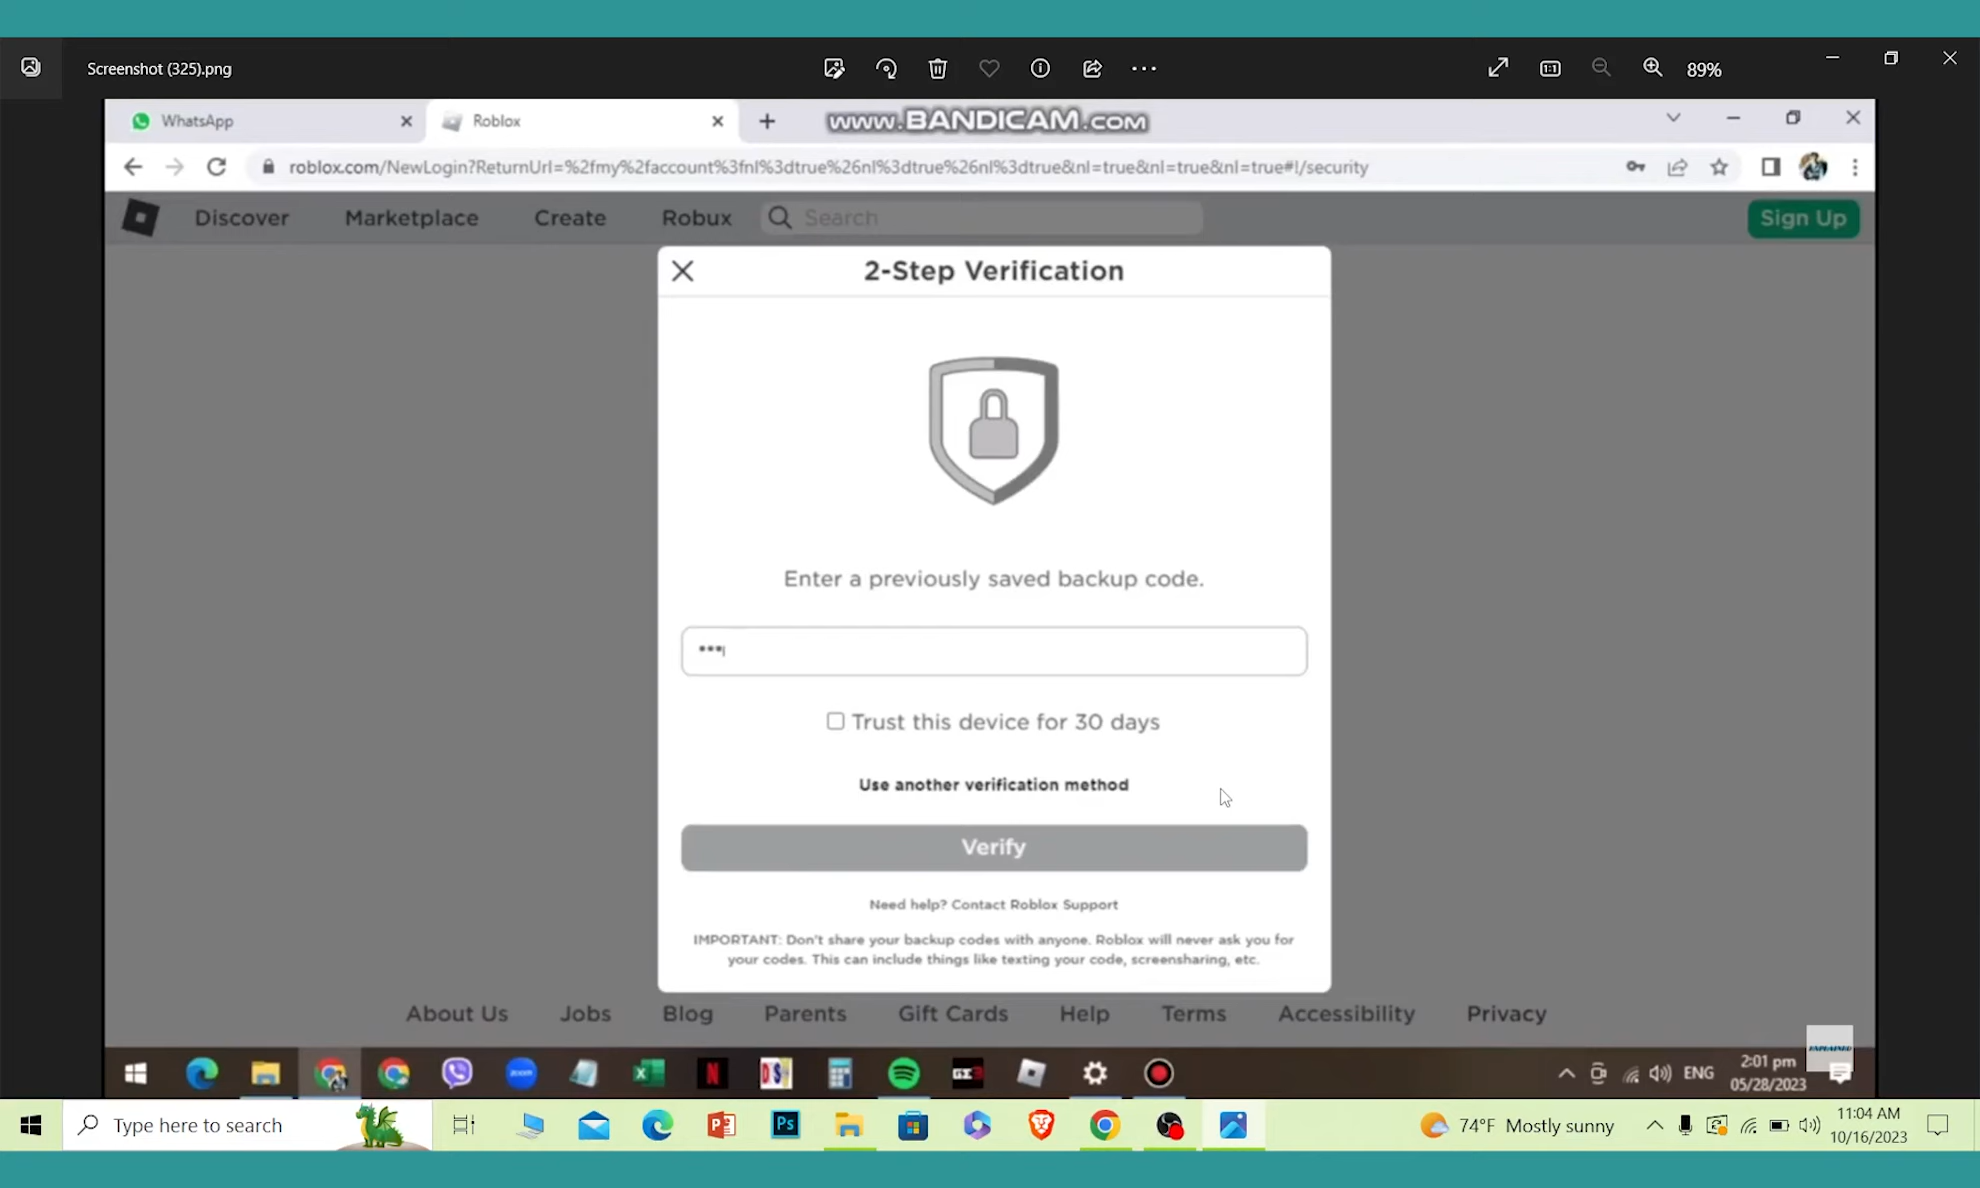 Screenshot (325).png
89%
WhatsApp
Roblox
www.BANDICAM.com
roblox.com/NewLogin?ReturnUrl=%2fmy%2faccount%3fnl%3dtrue%26nl%3dtrue%26nl%3dtrue&nl=true&nl=true&nl=true#!/security
Discover
Marketplace
Create
Robux
Search
Sign Up
2-Step Verification
Enter a previously saved backup code.
***
Trust this device for 30 days
Use another verification method
Verify
Need help? Contact Roblox Support
IMPORTANT: Don't share your backup codes with anyone. Roblox will never ask you for
your codes. This can include things like texting your code, screensharing, etc.
About Us
Jobs
Blog
Parents
Gift Cards
Help
Terms
Accessibility
Privacy
EXPLAINED
zoom
ENG
2:01 pm
05/28/2023
Type here to search
Ps
74°F Mostly sunny
11:04 AM
10/16/2023